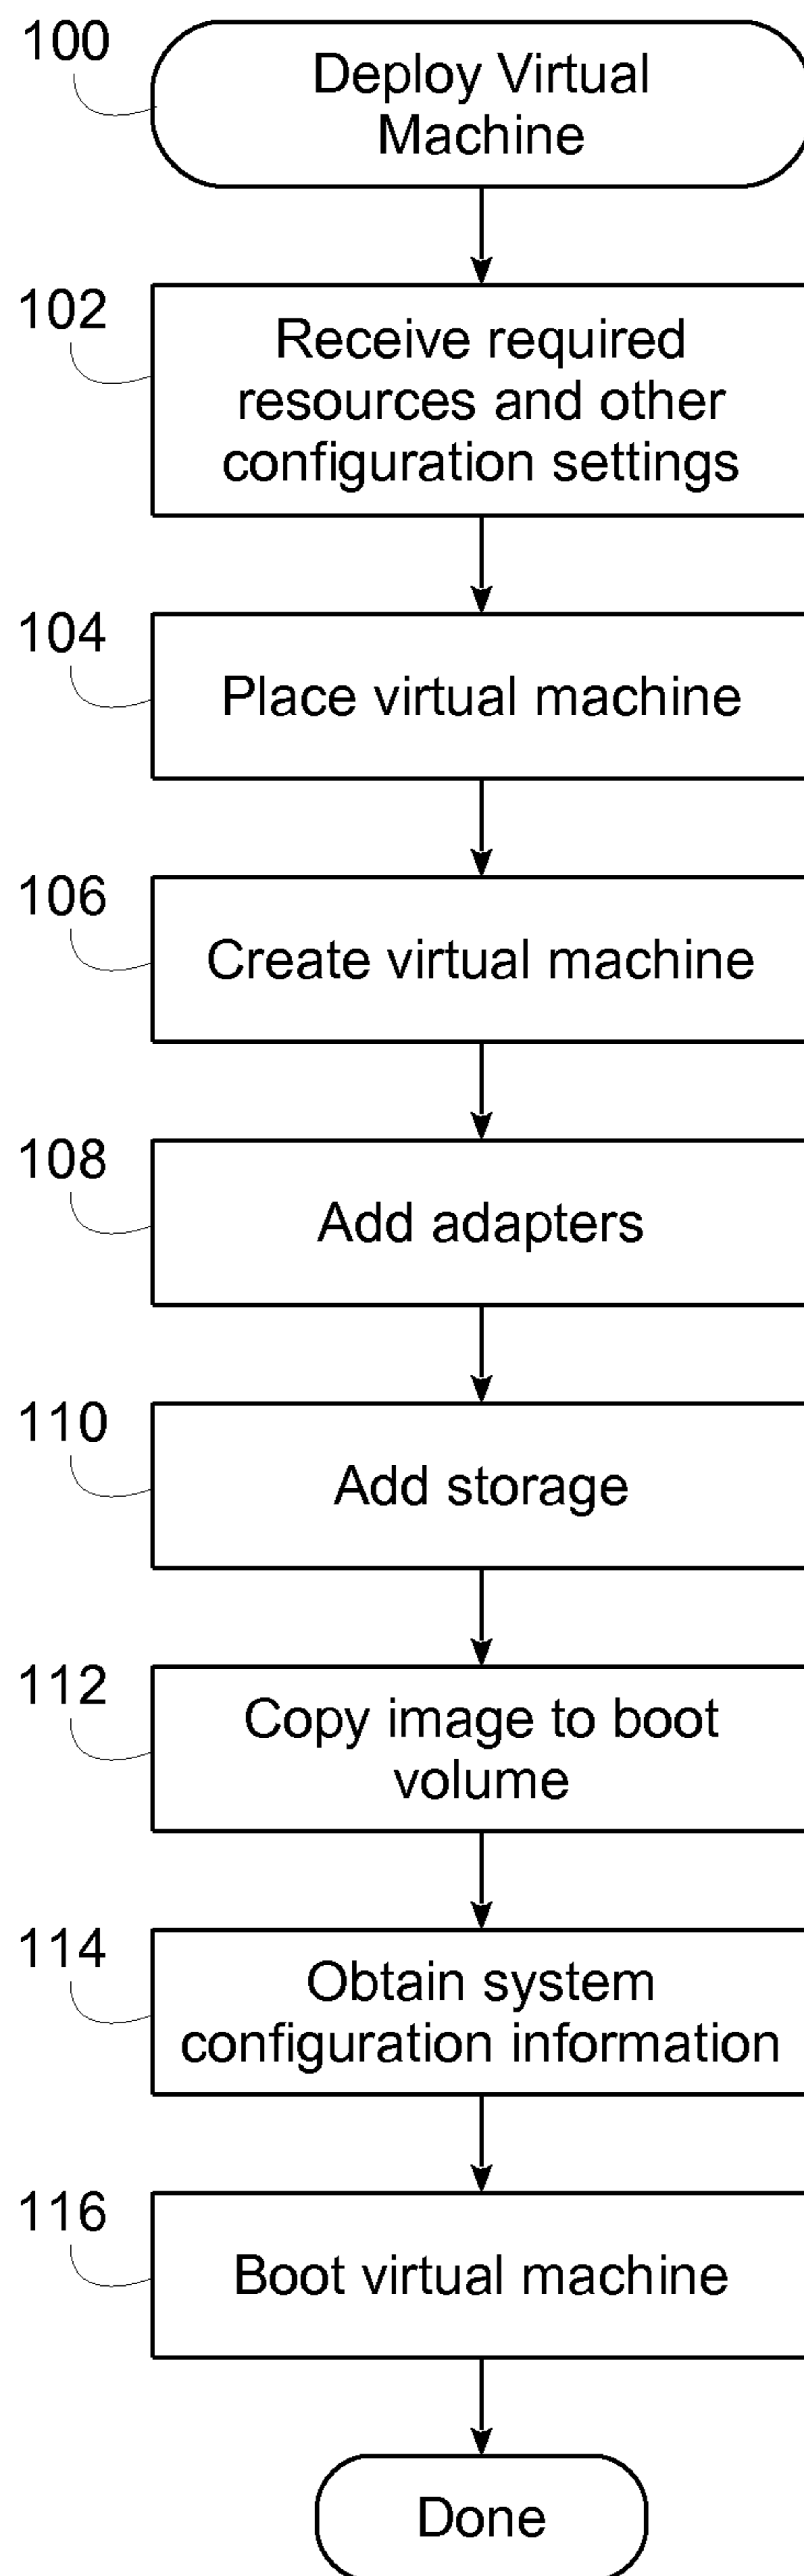 100
Deploy Virtual
Machine
102
Receive required
resources and other
configuration settings
104
Place virtual machine
106
Create virtual machine
108
Add adapters
110
Add storage
112
Copy image to boot
volume
114
Obtain system
configuration information
116
Boot virtual machine
Done